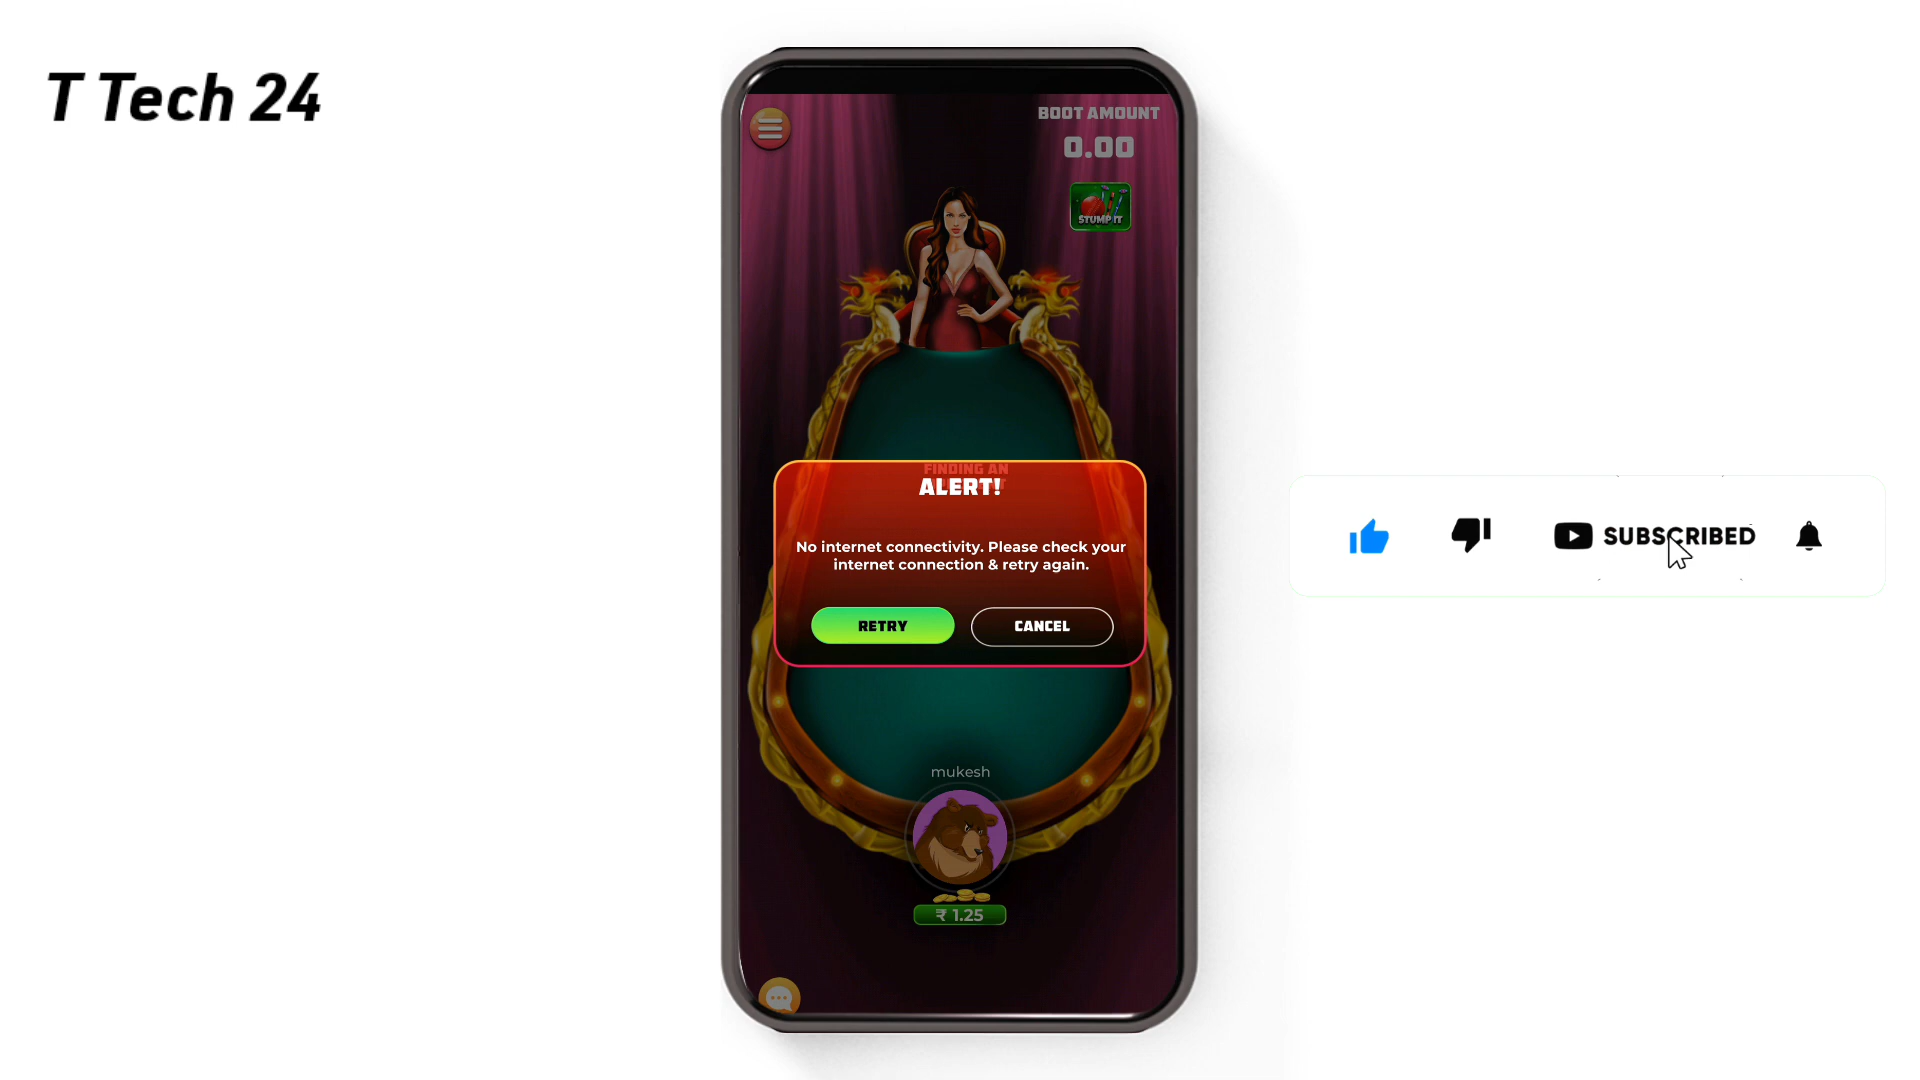 T Tech 24
BOOT AMOUNT
0.00
STUMP IT
FINDING AN
ALERT!
No internet connectivity. Please check your
internet connection & retry again.
RETRY
CANCEL
SUBSCRIBED
mukesh
₹ 1.25